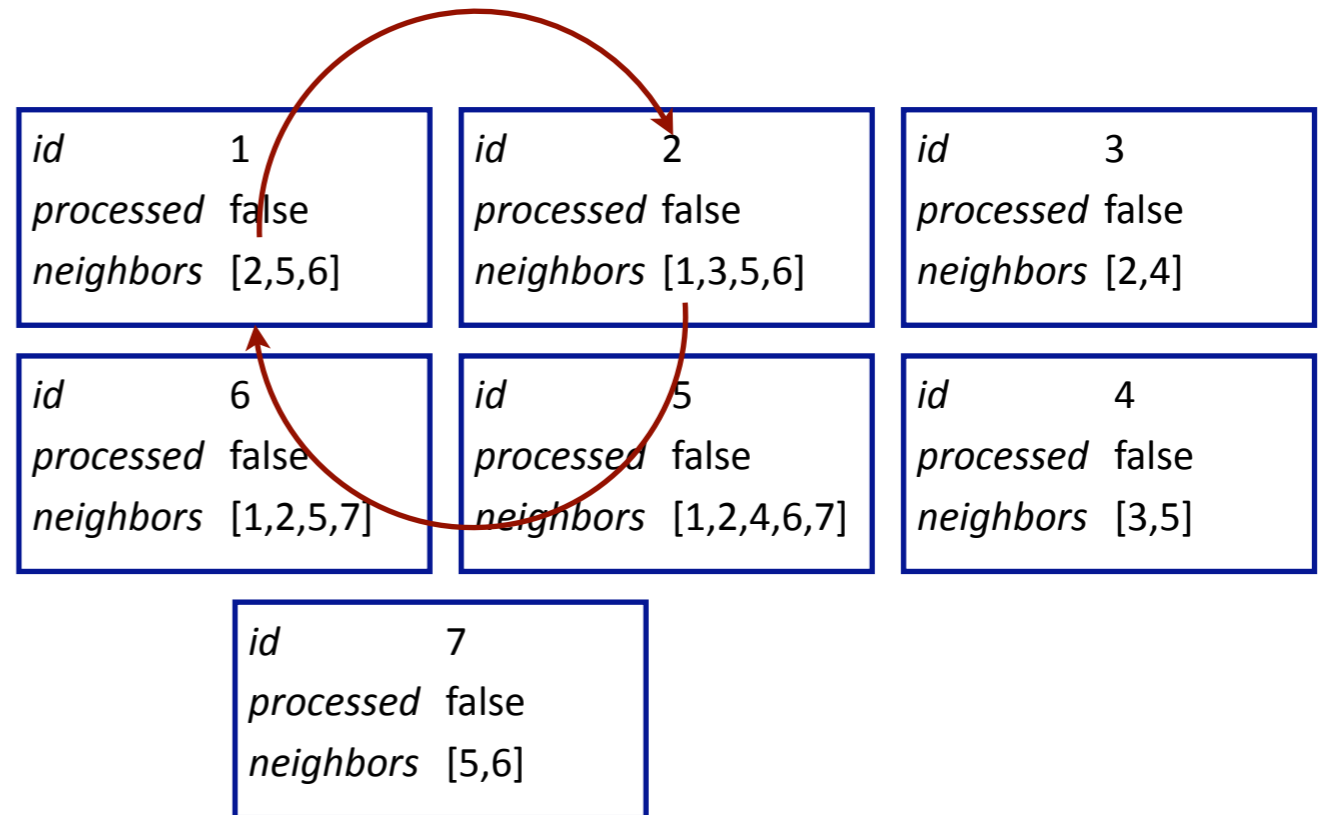 id 1
processed false
neighbors [2,5,6]
id 2
processed false
neighbors [1,3,5,6]
id 3
processed false
neighbors [2,4]
id 6
processed false
neighbors [1,2,5,7]
id 5
processed false
neighbors [1,2,4,6,7]
id 4
processed false
neighbors [3,5]
id 7
processed false
neighbors [5,6]